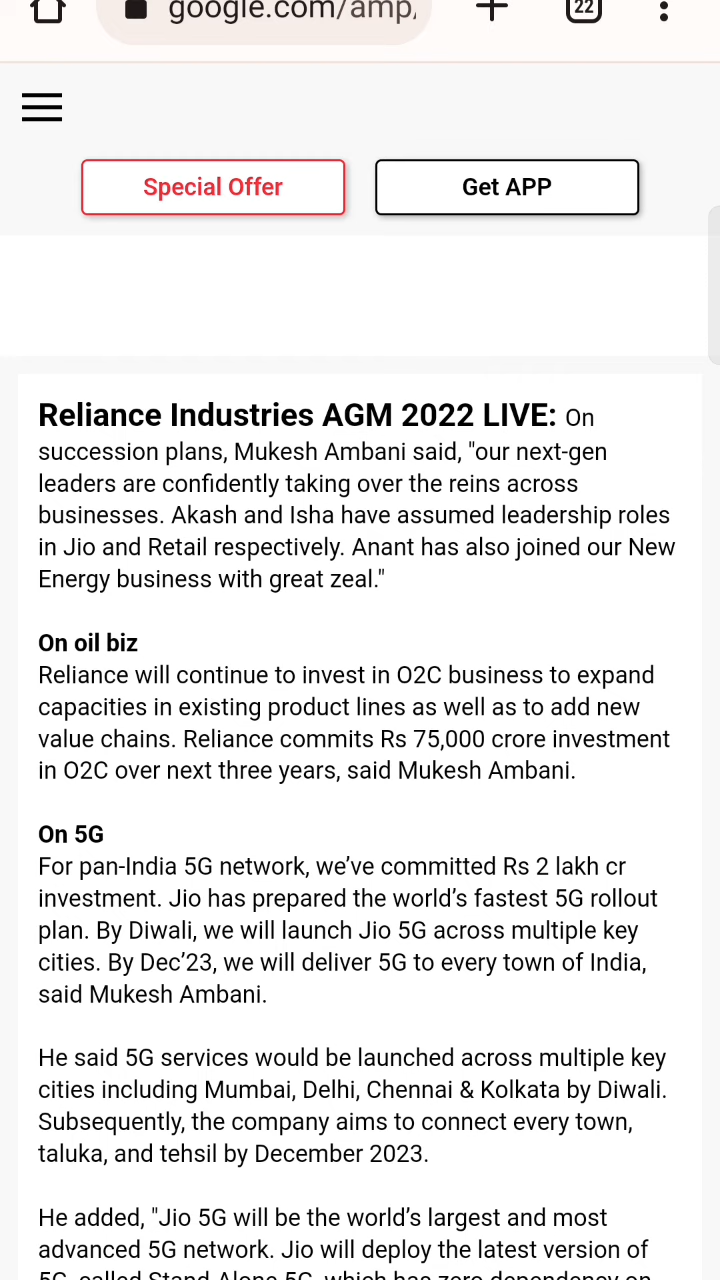 google.com/amp
22
Special Offer
Get APP
Reliance Industries AGM 2022 LIVE: On
succession plans, Mukesh Ambani said, "our next-gen
leaders are confidently taking over the reins across
businesses. Akash and Isha have assumed leadership roles
in Jio and Retail respectively. Anant has also joined our New
Energy business with great zeal."
On oil biz
Reliance will continue to invest in O2C business to expand
capacities in existing product lines as well as to add new
value chains. Reliance commits Rs 75,000 crore investment
in O2C over next three years, said Mukesh Ambani.
On 5G
For pan-India 5G network, we’ve committed Rs 2 lakh cr
investment. Jio has prepared the world’s fastest 5G rollout
plan. By Diwali, we will launch Jio 5G across multiple key
cities. By Dec’23, we will deliver 5G to every town of India,
said Mukesh Ambani.
He said 5G services would be launched across multiple key
cities including Mumbai, Delhi, Chennai & Kolkata by Diwali.
Subsequently, the company aims to connect every town,
taluka, and tehsil by December 2023.
He added, "Jio 5G will be the world’s largest and most
advanced 5G network. Jio will deploy the latest version of
5G, called Stand Alone 5G, which has zero dependency on